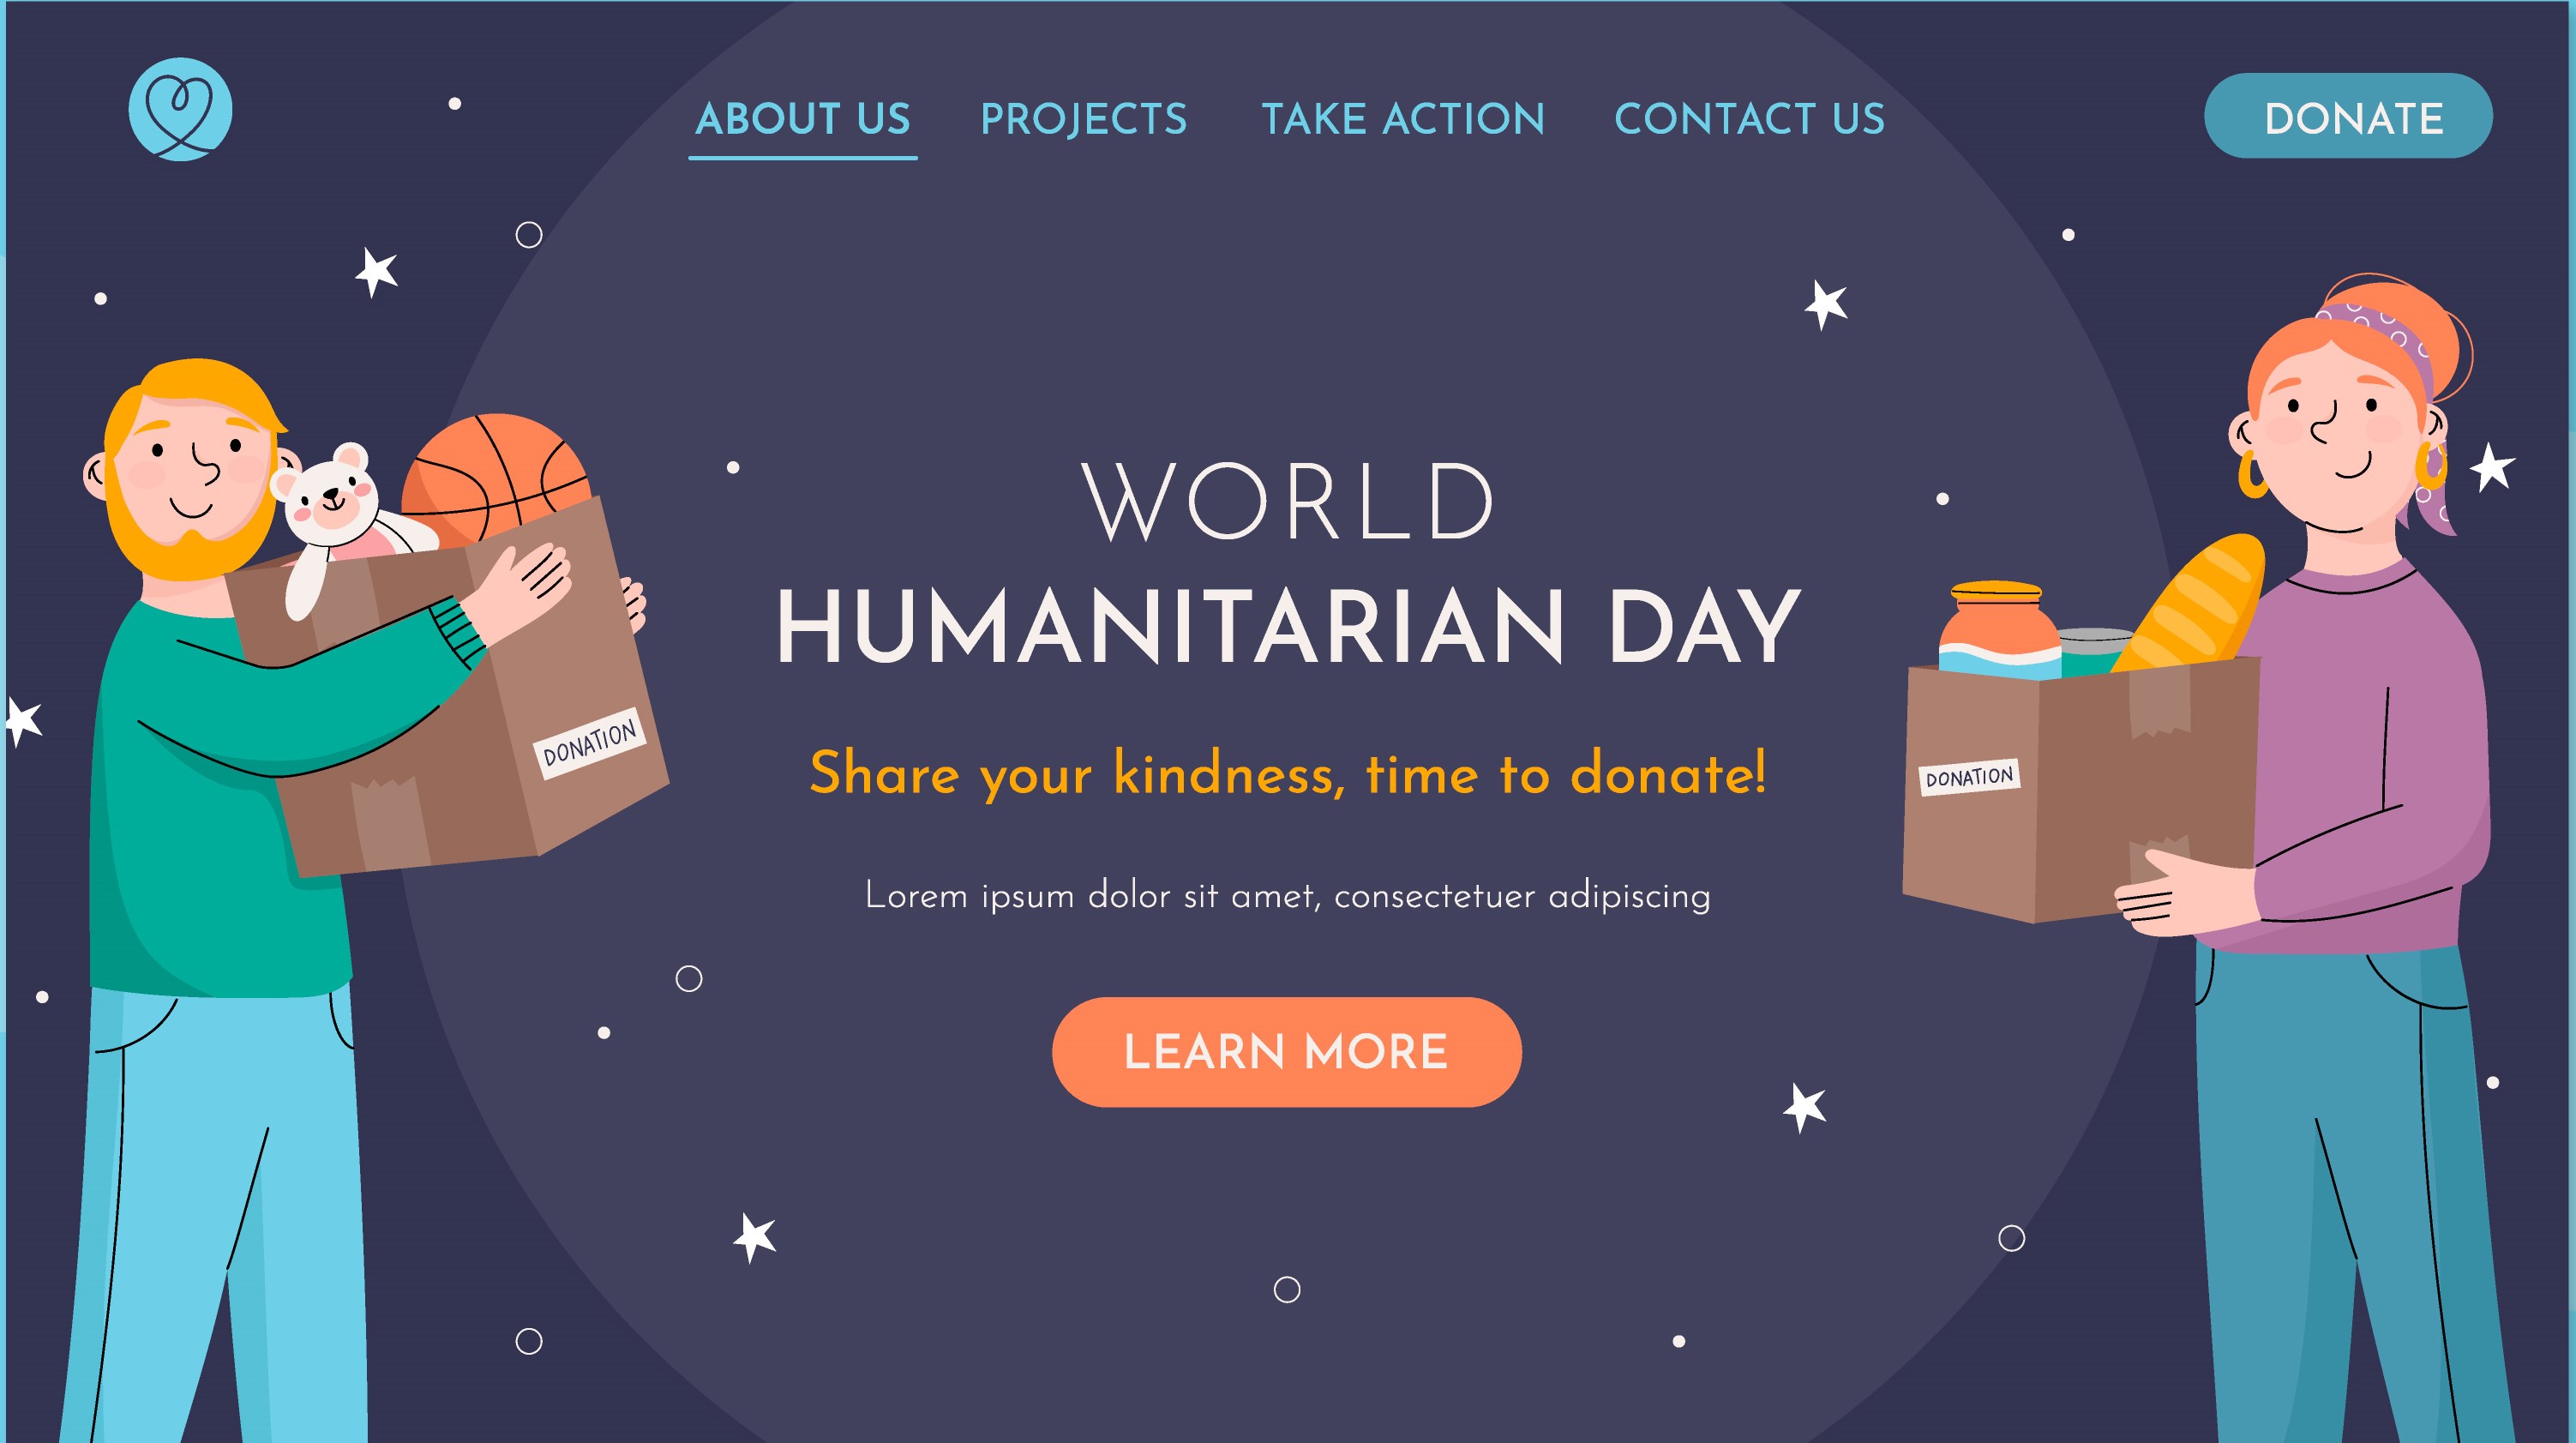 ABOUT US
PROJECTS
TAKE ACTION
CONTACT US
DONATE
WORLD
HUMANITARIAN DAY
Share your kindness, time to donate!
Lorem ipsum dolor sit amet, consectetuer adipiscing
LEARN MORE
DONATION
DONATION